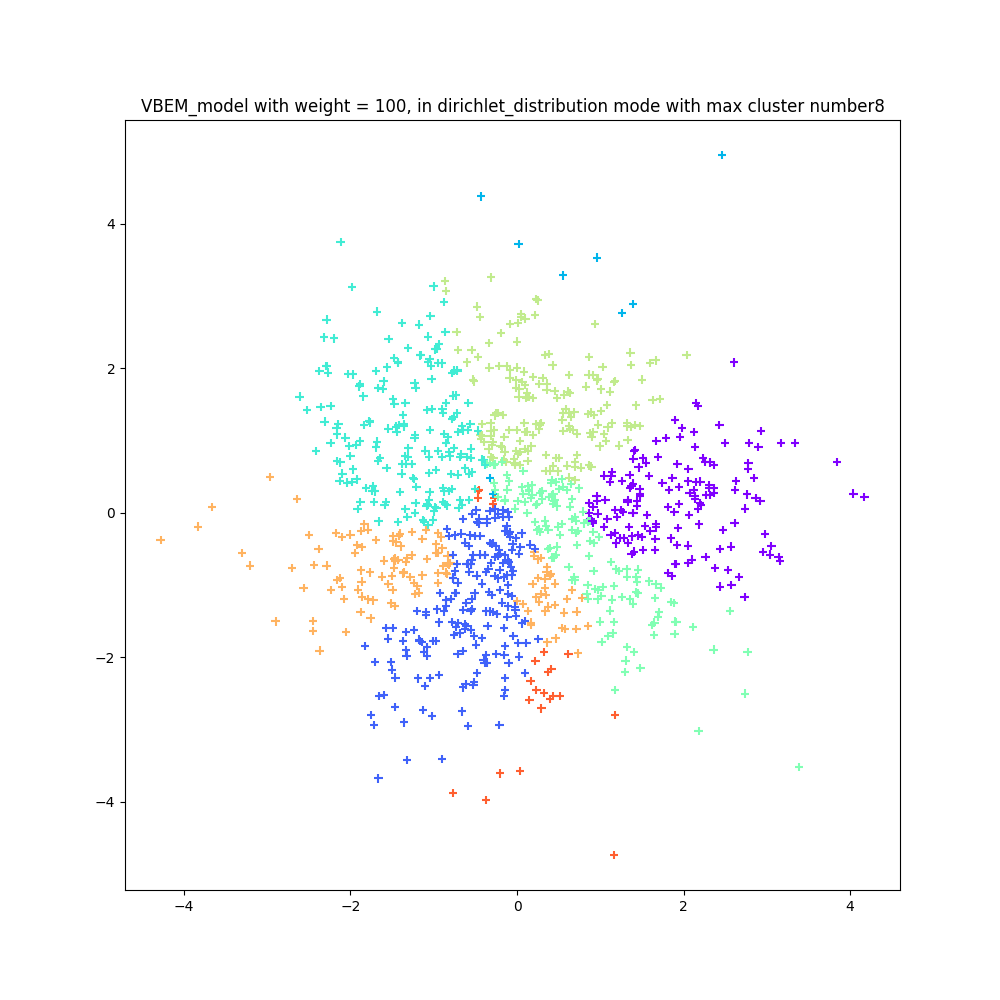 VBEM_model with weight = 100, in dirichlet_distribution mode with max cluster number8
4
2
0
−2
−4
−4 −2 0 2 4